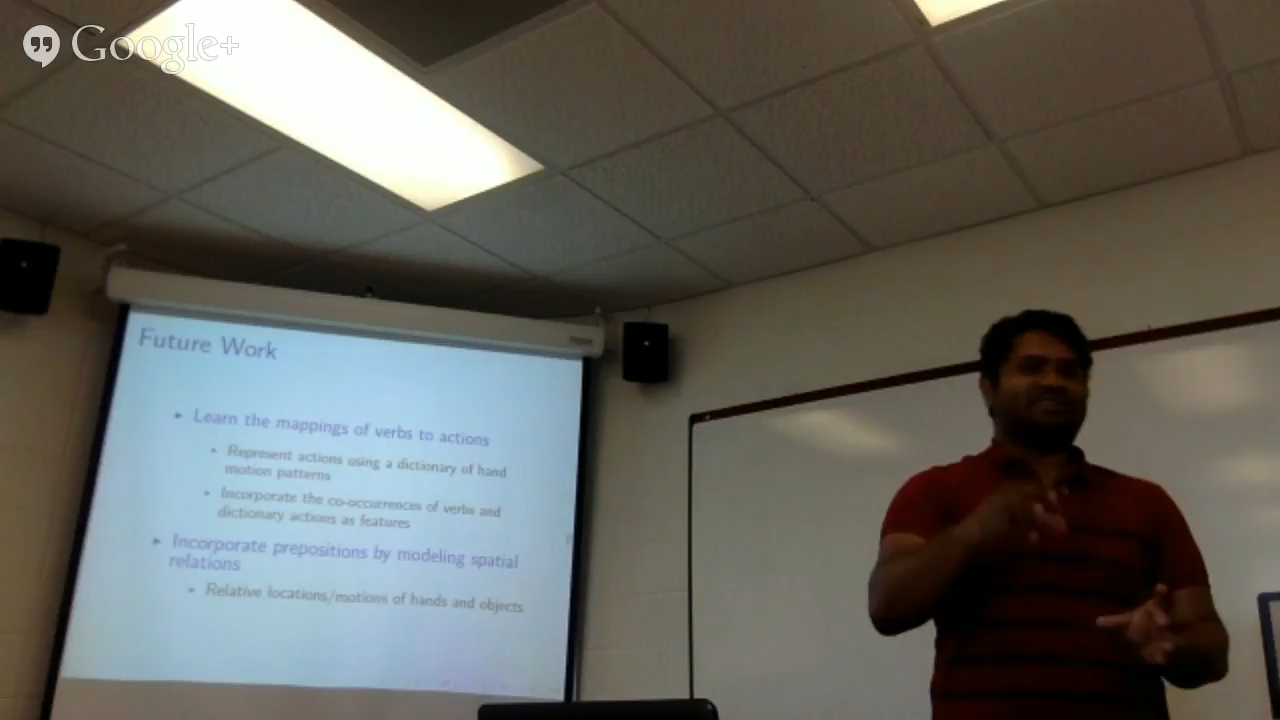 Google+
Future Work
Learn the mappings of verbs to actions
Represent actions using a dictionary of hand
motion patterns
Incorporate the co-occurrences of verbs and
dictionary actions as features
Incorporate prepositions by modeling spatial
relations
Relative locations/motions of hands and objects